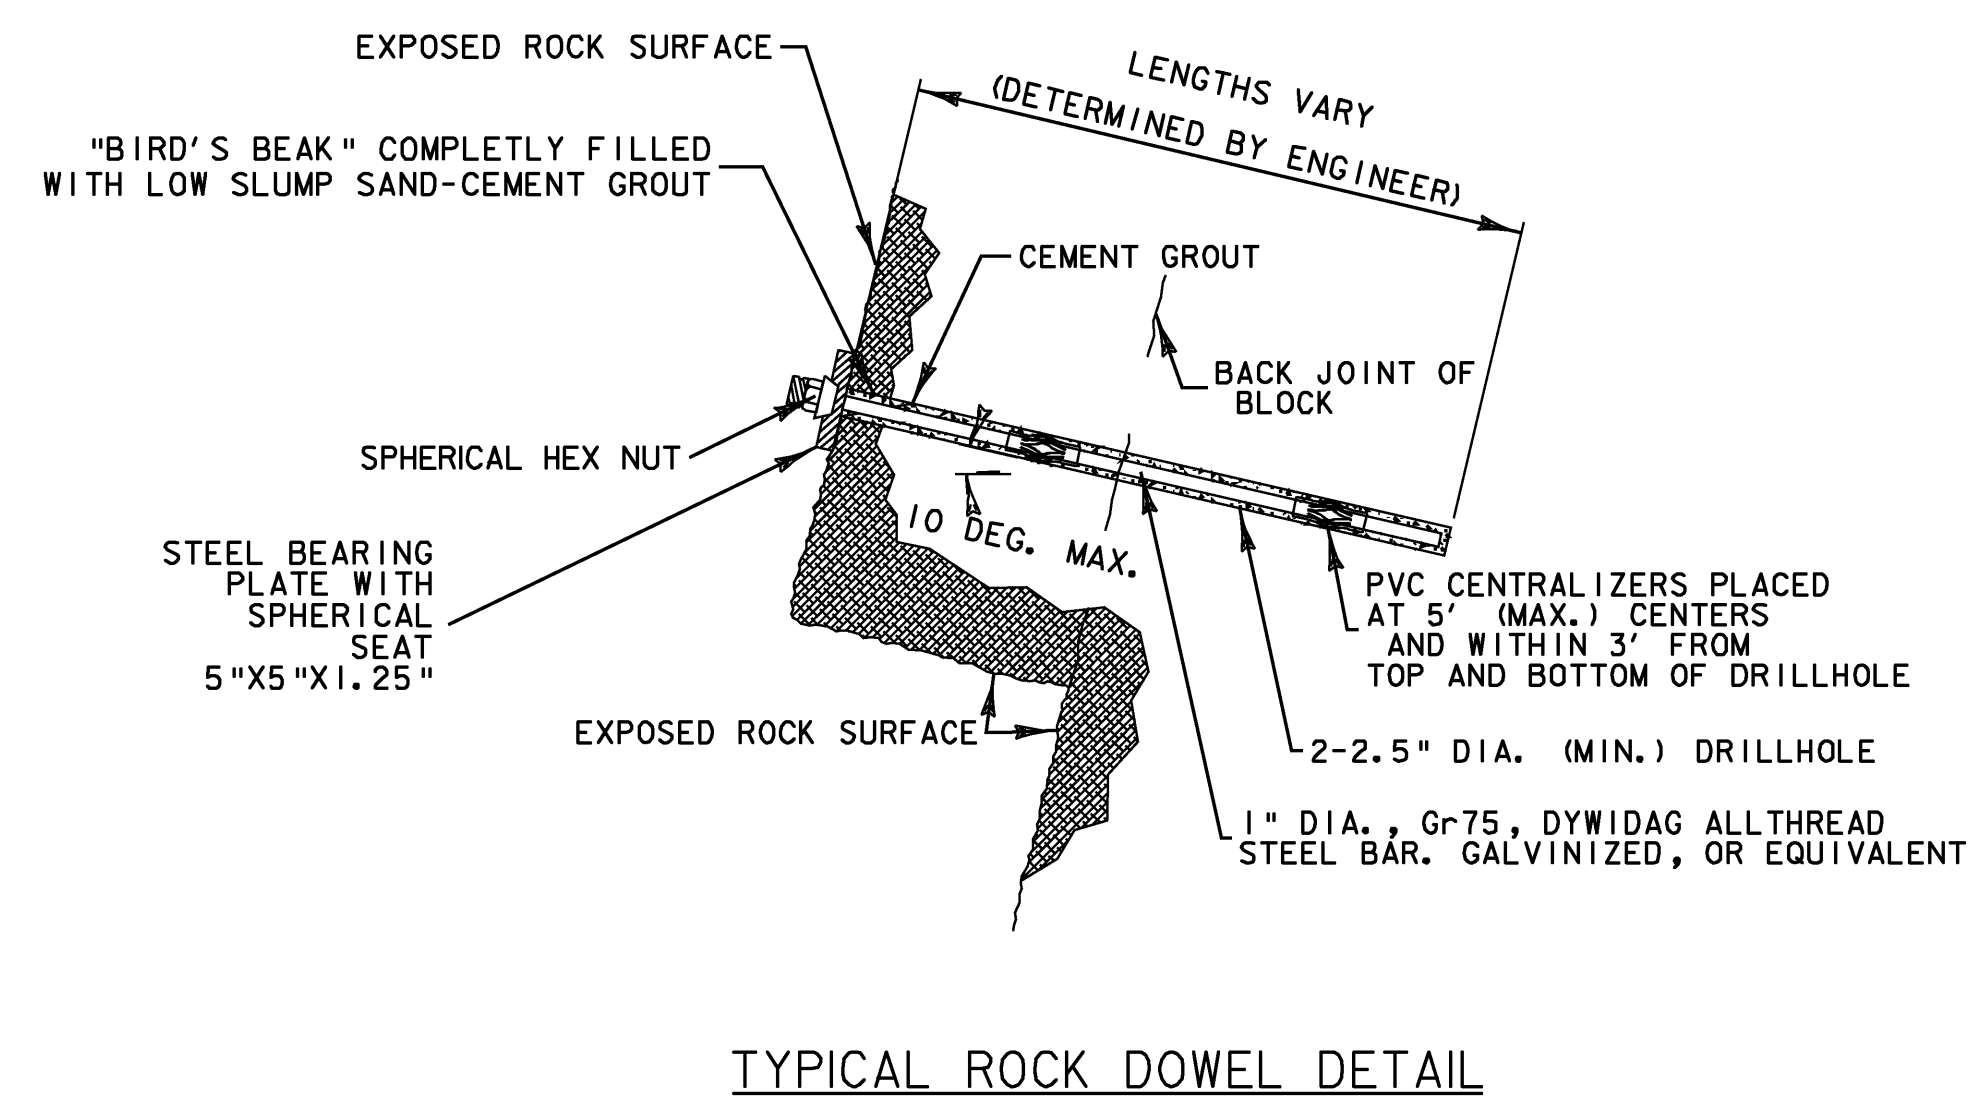 EXPOSED ROCK SURFACE
LENGTHS VARY
(DETERMINED BY ENGINEER)
"BIRD'S BEAK" COMPLETLY FILLED
WITH LOW SLUMP SAND-CEMENT GROUT
CEMENT GROUT
BACK JOINT OF
BLOCK
SPHERICAL HEX NUT
10 DEG. MAX.
STEEL BEARING
PLATE WITH
SPHERICAL
SEAT
5"X5"X1.25"
PVC CENTRALIZERS PLACED
AT 5' (MAX.) CENTERS
AND WITHIN 3' FROM
TOP AND BOTTOM OF DRILLHOLE
EXPOSED ROCK SURFACE
2-2.5" DIA. (MIN.) DRILLHOLE
1" DIA., Gr75, DYWIDAG ALLTHREAD
STEEL BAR. GALVINIZED, OR EQUIVALENT
TYPICAL ROCK DOWEL DETAIL